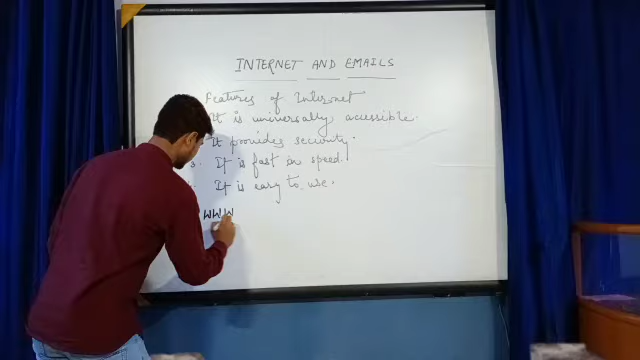 INTERNET AND EMAILS
Features of Internet
It is universally accessible.
It provides security.
3. It is fast in speed.
It is easy to use.
WWW